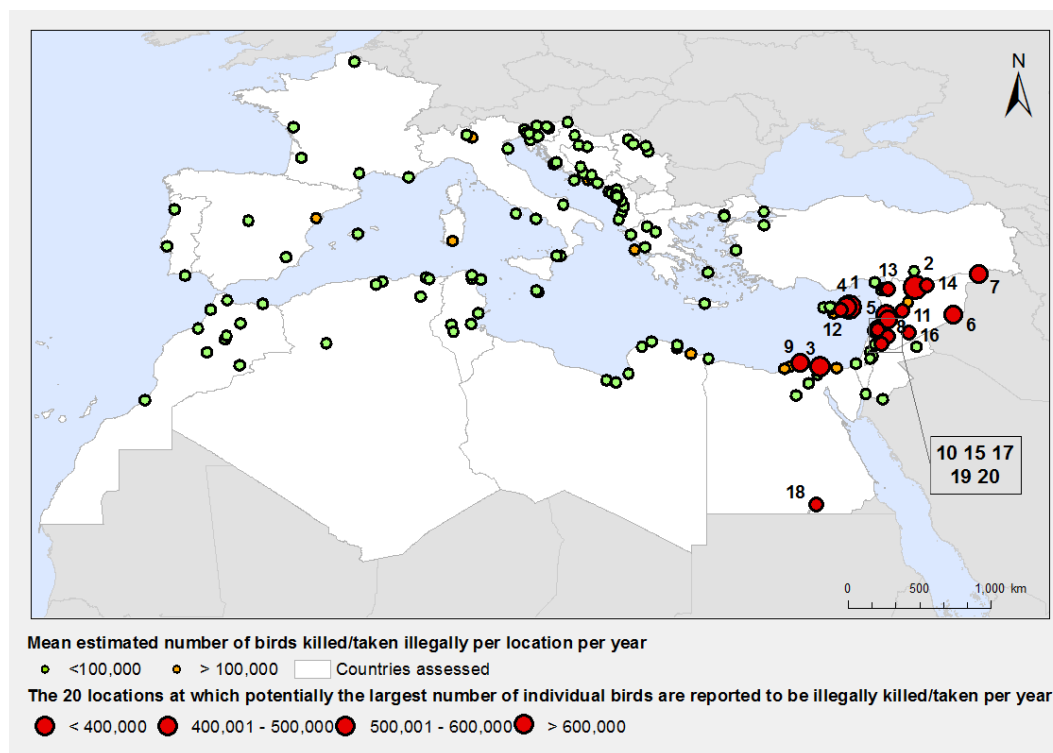 N
1
2
4
13
14
7
5
11
12
6
8
16
9
3
10 15 17
19 20
18
0 500 1,000 km
Mean estimated number of birds killed/taken illegally per location per year
<100,000 > 100,000 Countries assessed
The 20 locations at which potentially the largest number of individual birds are reported to be illegally killed/taken per year
< 400,000 400,001 - 500,000 500,001 - 600,000 > 600,000